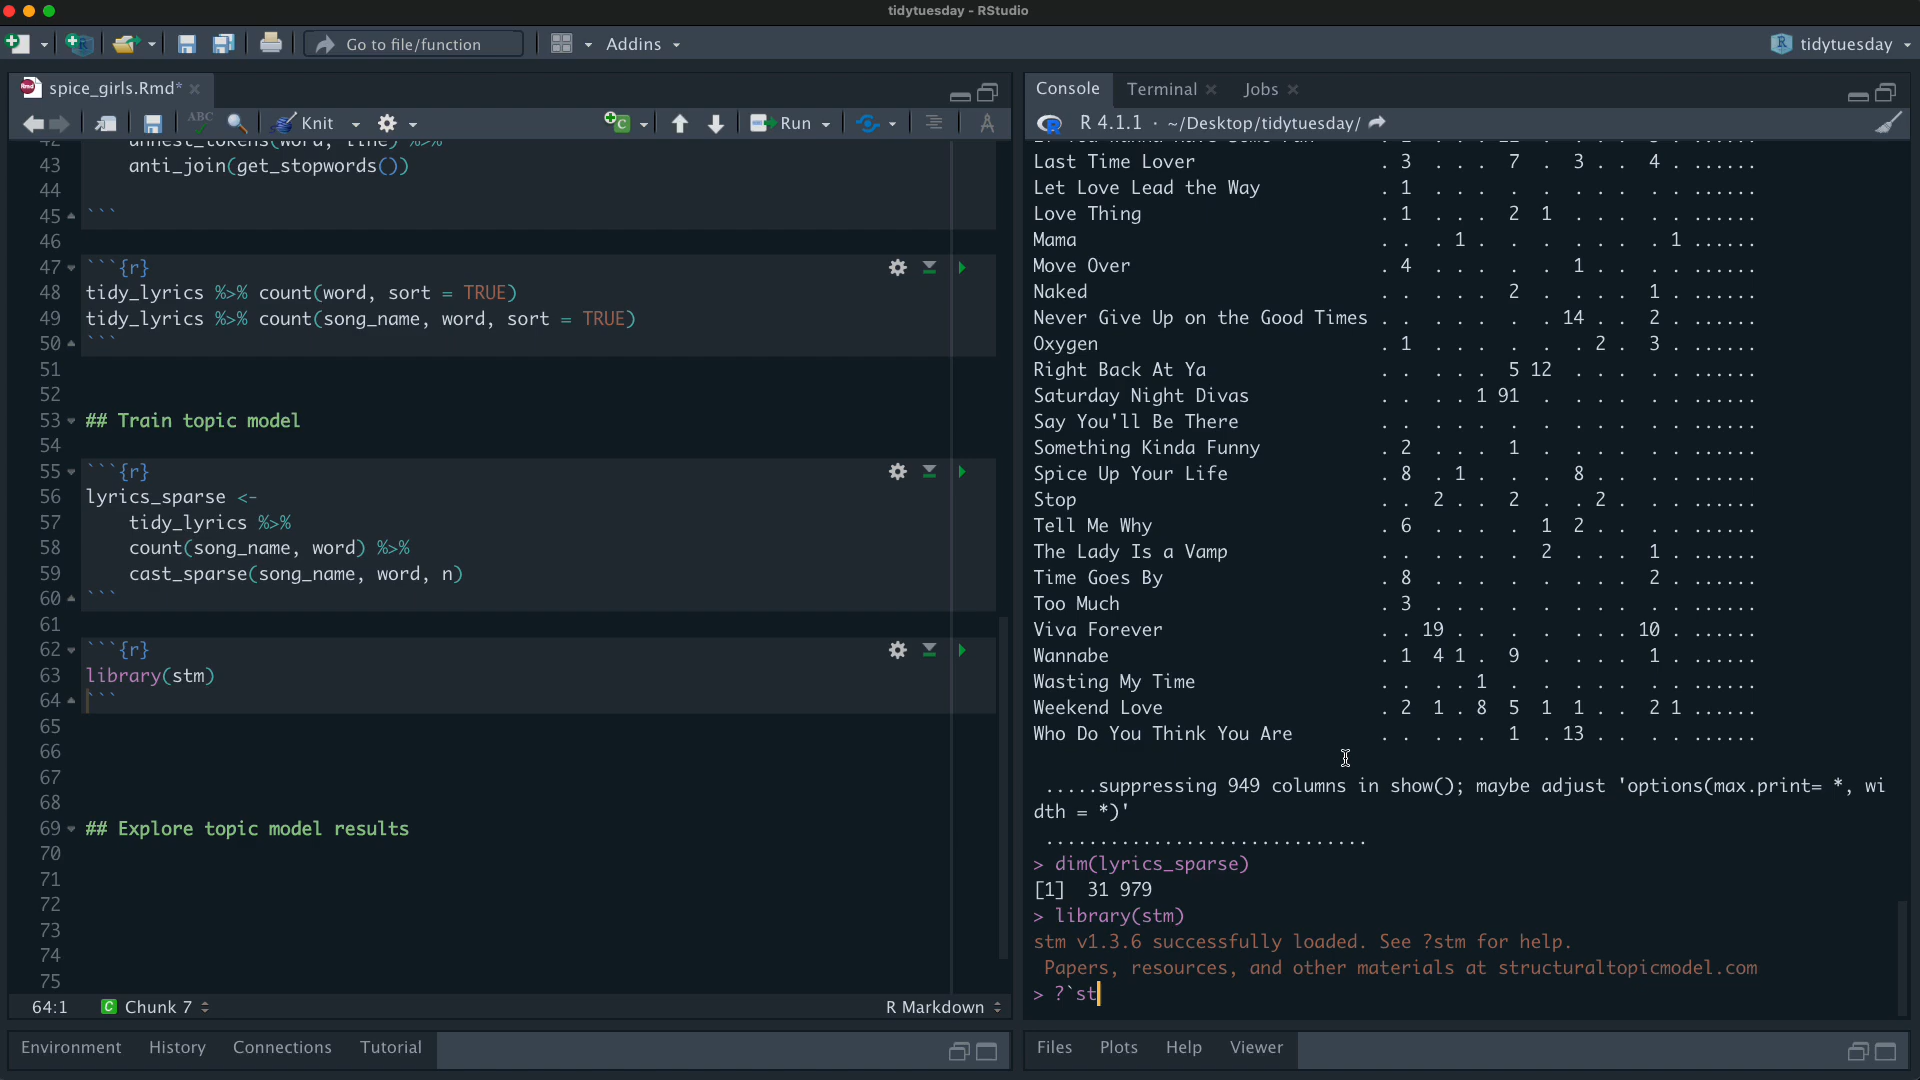 tidytuesday - RStudio
Go to file/function
Addins
tidytuesday
spice_girls.Rmd*
Console Terminal Jobs
ABC
Knit
Run
R 4.1.1 · ~/Desktop/tidytuesday/
42 unnest_tokens(word, line) %>%
43 anti_join(get_stopwords())
44
45 ```
46
47 ```{r}
48 tidy_lyrics %>% count(word, sort = TRUE)
49 tidy_lyrics %>% count(song_name, word, sort = TRUE)
50 ```
51
52
53 ## Train topic model
54
55 ```{r}
56 lyrics_sparse <-
57 tidy_lyrics %>%
58 count(song_name, word) %>%
59 cast_sparse(song_name, word, n)
60 ```
61
62 ```{r}
63 library(stm)
64 ```
65
66
67
68
69 ## Explore topic model results
70
71
72
73
74
75
64:1 Chunk 7 R Markdown
Environment History Connections Tutorial
Last Time Lover . 3 . . . 7 . 3 . . 4 . ......
Let Love Lead the Way . 1 . . . . . . . . . . ......
Love Thing . 1 . . . 2 1 . . . . . ......
Mama . . . 1 . . . . . . . 1 ......
Move Over . 4 . . . . . 1 . . . . ......
Naked . . . . . 2 . . . . 1 . ......
Never Give Up on the Good Times . . . . . . . 14 . . 2 . ......
Oxygen . 1 . . . . . . 2 . 3 . ......
Right Back At Ya . . . . . 5 12 . . . . . ......
Saturday Night Divas . . . . 1 91 . . . . . . ......
Say You'll Be There . . . . . . . . . . . . ......
Something Kinda Funny . 2 . . . 1 . . . . . . ......
Spice Up Your Life . 8 . 1 . . . 8 . . . . ......
Stop . . 2 . . 2 . . 2 . . . ......
Tell Me Why . 6 . . . . 1 2 . . . . ......
The Lady Is a Vamp . . . . . . 2 . . . 1 . ......
Time Goes By . 8 . . . . . . . . 2 . ......
Too Much . 3 . . . . . . . . . . ......
Viva Forever . . 19 . . . . . . . 10 . ......
Wannabe . 1 4 1 . 9 . . . . 1 . ......
Wasting My Time . . . . 1 . . . . . . . ......
Weekend Love . 2 1 . 8 5 1 1 . . 2 1 ......
Who Do You Think You Are . . . . . 1 . 13 . . . . ......
.....suppressing 949 columns in show(); maybe adjust 'options(max.print= *, wi
dth = *)'
..............................
> dim(lyrics_sparse)
[1] 31 979
> library(stm)
stm v1.3.6 successfully loaded. See ?stm for help.
Papers, resources, and other materials at structuraltopicmodel.com
> ?`st
Files Plots Help Viewer